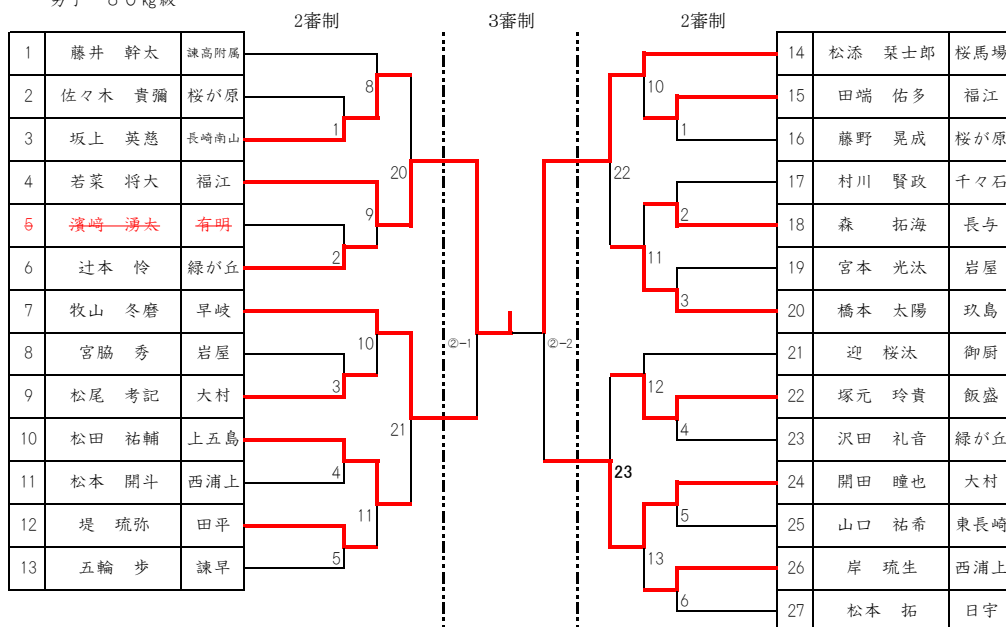 男子 60kg級
2審制 3審制 2審制
1 藤井 幹太 諫高附属
2 佐々木 貴彌 桜が原
3 坂上 英慈 長崎南山
4 若菜 将大 福江
5 濱﨑 湧太 有明
6 辻本 怜 緑が丘
7 牧山 冬磨 早岐
8 宮脇 秀 岩屋
9 松尾 考記 大村
10 松田 祐輔 上五島
11 松本 開斗 西浦上
12 堤 琉弥 田平
13 五輪 歩 諫早
8
1
20
9
2
10
3
21
4
11
5
②-1
②-2
10
1
22
2
11
3
12
4
23
5
13
6
14 松添 栞士郎 桜馬場
15 田端 佑多 福江
16 藤野 晃成 桜が原
17 村川 賢政 千々石
18 森 拓海 長与
19 宮本 光汰 岩屋
20 橋本 太陽 玖島
21 迎 桜汰 御厨
22 塚元 玲貴 飯盛
23 沢田 礼音 緑が丘
24 開田 瞳也 大村
25 山口 祐希 東長崎
26 岸 琉生 西浦上
27 松本 拓 日宇